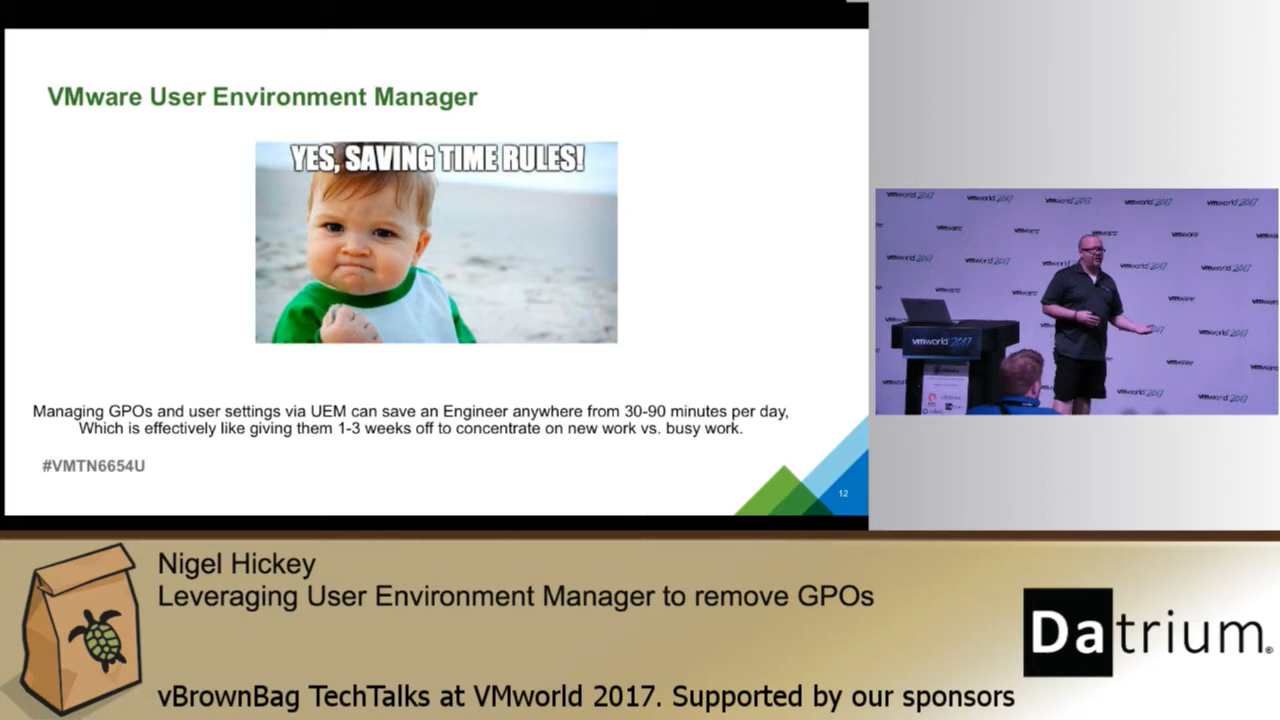 VMware User Environment Manager
YES, SAVING TIME RULES!
Managing GPOs and user settings via UEM can save an Engineer anywhere from 30-90 minutes per day,
Which is effectively like giving them 1-3 weeks off to concentrate on new work vs. busy work.
#VMTN6654U
12
vmworld 2017
Nigel Hickey
Leveraging User Environment Manager to remove GPOs
Datrium®
vBrownBag TechTalks at VMworld 2017. Supported by our sponsors